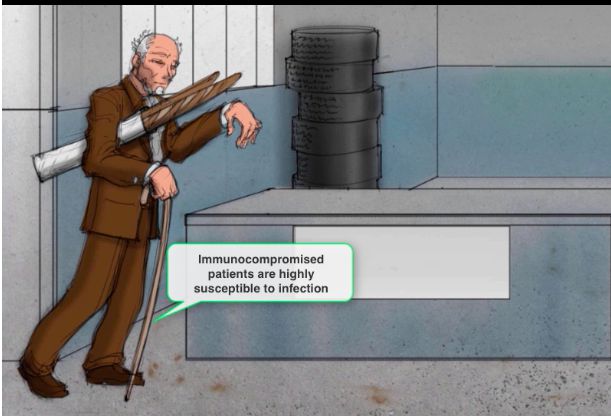 Immunocompromised
patients are highly
susceptible to infection